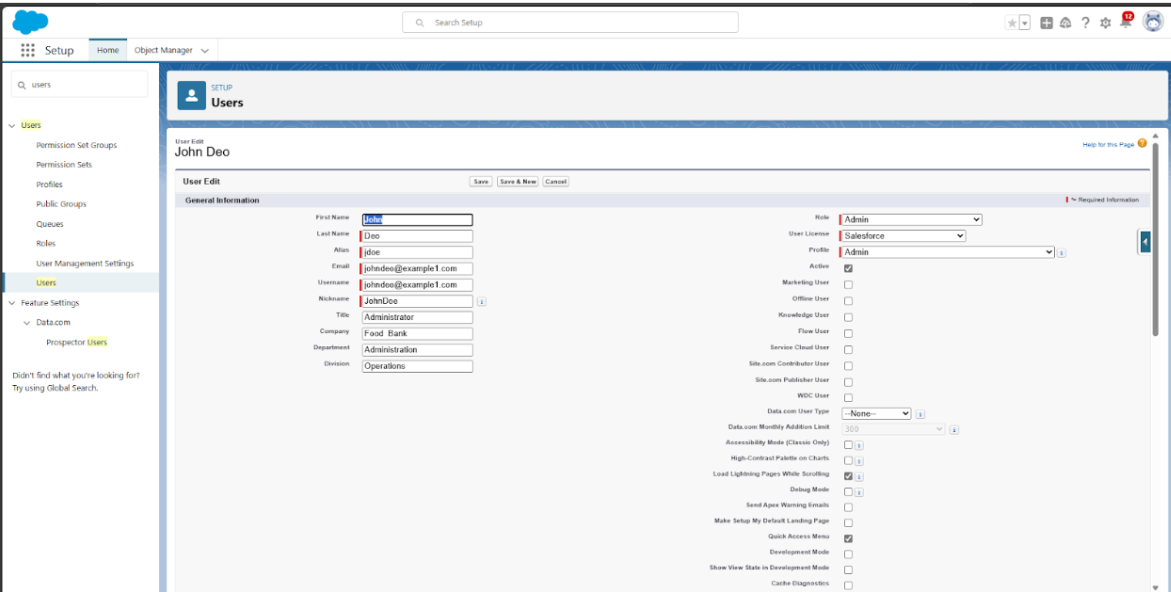 Search Setup
12
Setup
Home
Object Manager
users
Users
Permission Set Groups
Permission Sets
Profiles
Public Groups
Queues
Roles
User Management Settings
Users
Feature Settings
Data.com
Prospector Users
Didn't find what you're looking for?
Try using Global Search.
SETUP
Users
User Edit
John Deo
Help for this Page
User Edit
Save
Save & New
Cancel
General Information
= Required Information
First Name John
Last Name Deo
Alias jdoe
Email johndeo@example1.com
Username johndeo@example1.com
Nickname JohnDoe
Title Administrator
Company Food Bank
Department Administration
Division Operations
Role Admin
User License Salesforce
Profile Admin
Active
Marketing User
Offline User
Knowledge User
Flow User
Service Cloud User
Site.com Contributor User
Site.com Publisher User
WDC User
Data.com User Type --None--
Data.com Monthly Addition Limit 300
Accessibility Mode (Classic Only)
High-Contrast Palette on Charts
Load Lightning Pages While Scrolling
Debug Mode
Send Apex Warning Emails
Make Setup My Default Landing Page
Quick Access Menu
Development Mode
Show View State in Development Mode
Cache Diagnostics